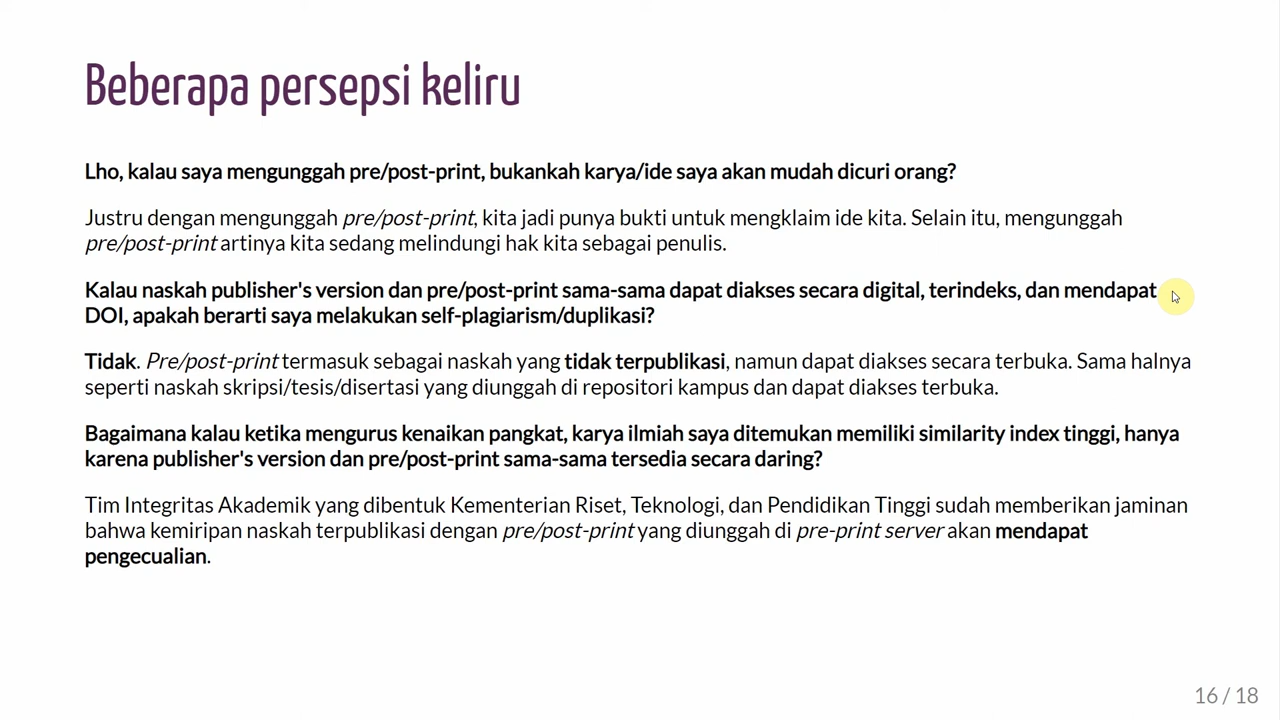 Beberapa persepsi keliru
Lho, kalau saya mengunggah pre/post-print, bukankah karya/ide saya akan mudah dicuri orang?
Justru dengan mengunggah pre/post-print, kita jadi punya bukti untuk mengklaim ide kita. Selain itu, mengunggah
pre/post-print artinya kita sedang melindungi hak kita sebagai penulis.
Kalau naskah publisher's version dan pre/post-print sama-sama dapat diakses secara digital, terindeks, dan mendapat
DOI, apakah berarti saya melakukan self-plagiarism/duplikasi?
Tidak. Pre/post-print termasuk sebagai naskah yang tidak terpublikasi, namun dapat diakses secara terbuka. Sama halnya
seperti naskah skripsi/tesis/disertasi yang diunggah di repositori kampus dan dapat diakses terbuka.
Bagaimana kalau ketika mengurus kenaikan pangkat, karya ilmiah saya ditemukan memiliki similarity index tinggi, hanya
karena publisher's version dan pre/post-print sama-sama tersedia secara daring?
Tim Integritas Akademik yang dibentuk Kementerian Riset, Teknologi, dan Pendidikan Tinggi sudah memberikan jaminan
bahwa kemiripan naskah terpublikasi dengan pre/post-print yang diunggah di pre-print server akan mendapat
pengecualian.
16 / 18